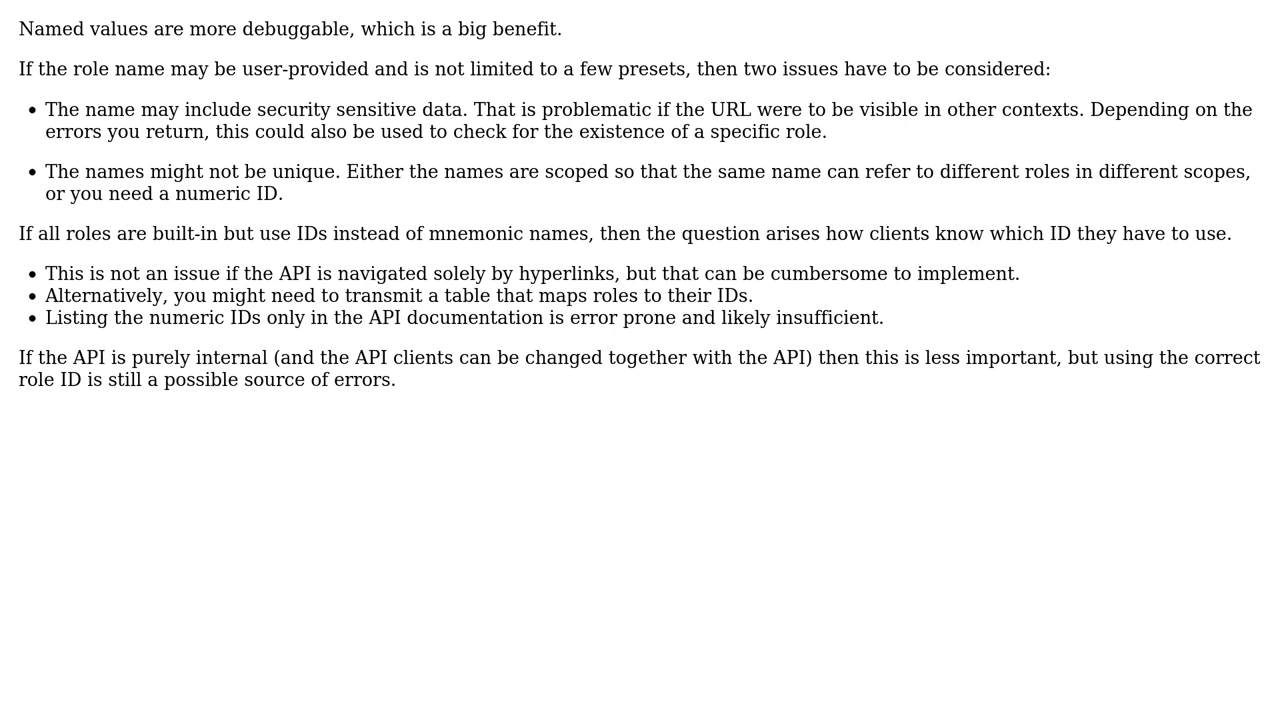 Named values are more debuggable, which is a big benefit.
If the role name may be user-provided and is not limited to a few presets, then two issues have to be considered:
• The name may include security sensitive data. That is problematic if the URL were to be visible in other contexts. Depending on the
errors you return, this could also be used to check for the existence of a specific role.
• The names might not be unique. Either the names are scoped so that the same name can refer to different roles in different scopes,
or you need a numeric ID.
If all roles are built-in but use IDs instead of mnemonic names, then the question arises how clients know which ID they have to use.
• This is not an issue if the API is navigated solely by hyperlinks, but that can be cumbersome to implement.
• Alternatively, you might need to transmit a table that maps roles to their IDs.
• Listing the numeric IDs only in the API documentation is error prone and likely insufficient.
If the API is purely internal (and the API clients can be changed together with the API) then this is less important, but using the correct
role ID is still a possible source of errors.